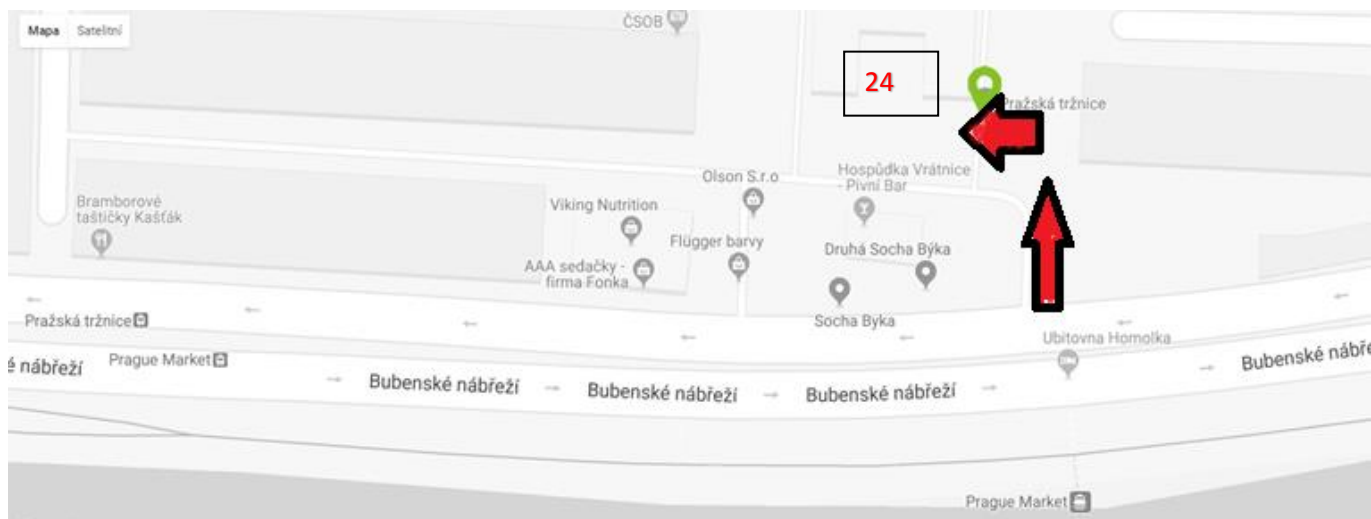 Mapa Satelitní
ČSOB
24
Pražská tržnice
Hospůdka Vrátnice
- Pivní Bar
Olson S.r.o
Viking Nutrition
Bramborové
taštičky Kašťák
Flügger barvy
Druhá Socha Býka
AAA sedačky -
firma Fonka
Socha Byka
Pražská tržnice
Ubitovna Homolka
Prague Market
é nábřeží
Bubenské nábřeží
Bubenské nábřeží
Bubenské nábřeží
Bubenské nábře
Prague Market